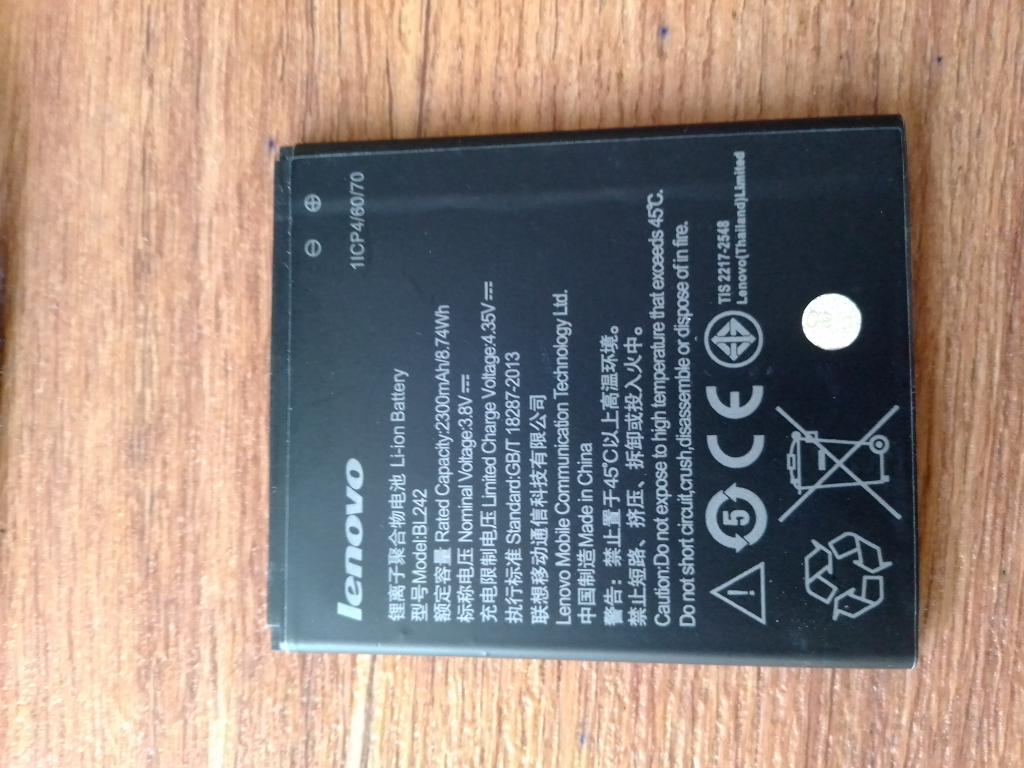 lenovo
⊖ ⊕
1ICP4/60/70
锂离子聚合物电池 Li-ion Battery
型号Model:BL242
额定容量 Rated Capacity:2300mAh/8.74Wh
标称电压 Nominal Voltage:3.8V⎓
充电限制电压 Limited Charge Voltage:4.35V⎓
执行标准 Standard:GB/T 18287-2013
联想移动通信科技有限公司
Lenovo Mobile Communication Technology Ltd.
中国制造Made in China
警告：禁止置于45℃以上高温环境。
禁止短路、挤压、拆卸或投入火中。
Caution:Do not expose to high temperature that exceeds 45℃.
Do not short circuit,crush,disassemble or dispose of in fire.
5 CE TIS 2217-2548
Lenovo(Thailand)Limited